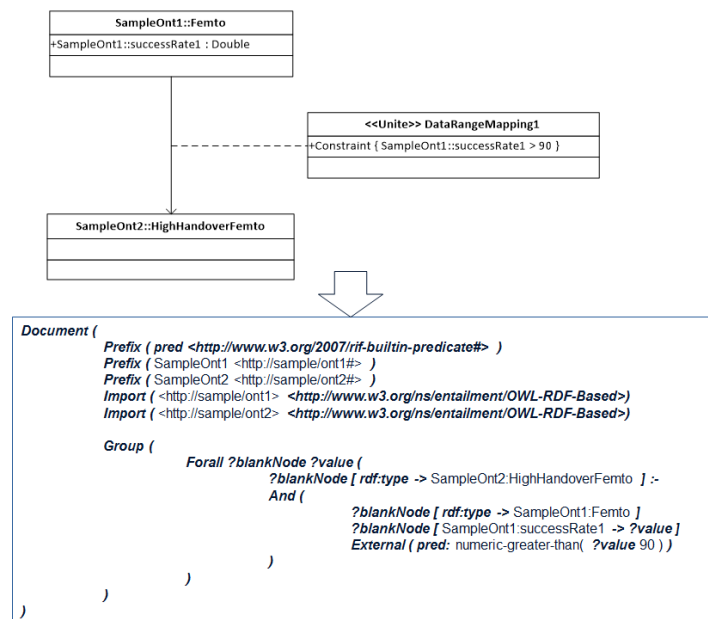 SampleOnt1::Femto
+SampleOnt1::successRate1 : Double
<<Unite>> DataRangeMapping1
+Constraint { SampleOnt1::successRate1 > 90 }
SampleOnt2::HighHandoverFemto
Document (
Prefix ( pred <http://www.w3.org/2007/rif-builtin-predicate#> )
Prefix ( SampleOnt1 <http://sample/ont1#> )
Prefix ( SampleOnt2 <http://sample/ont2#> )
Import ( <http://sample/ont1> <http://www.w3.org/ns/entailment/OWL-RDF-Based>)
Import ( <http://sample/ont2> <http://www.w3.org/ns/entailment/OWL-RDF-Based>)
Group (
Forall ?blankNode ?value (
?blankNode [ rdf:type -> SampleOnt2:HighHandoverFemto ] :-
And (
?blankNode [ rdf:type -> SampleOnt1:Femto ]
?blankNode [ SampleOnt1:successRate1 -> ?value ]
External ( pred: numeric-greater-than( ?value 90 ) )
)
)
)
)